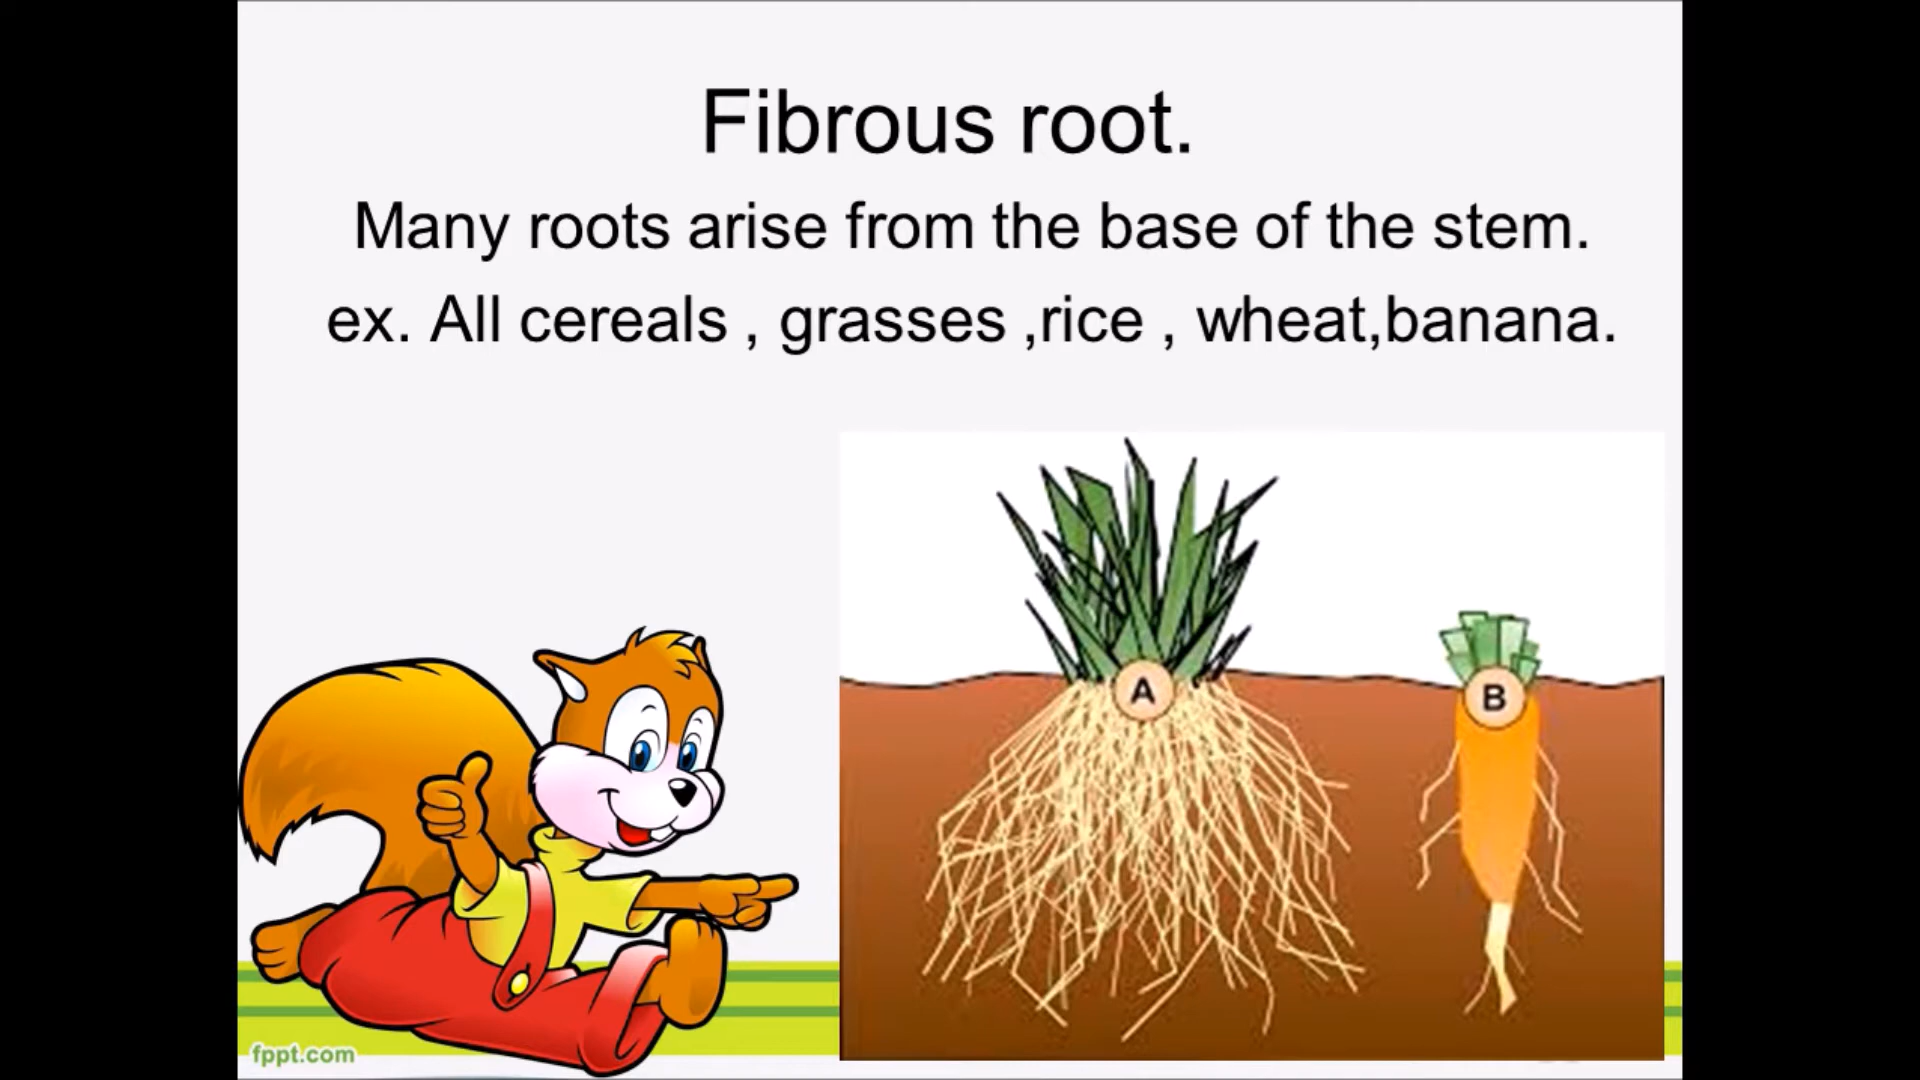 Fibrous root.
Many roots arise from the base of the stem.
ex. All cereals , grasses ,rice , wheat,banana.
A
B
fppt.com